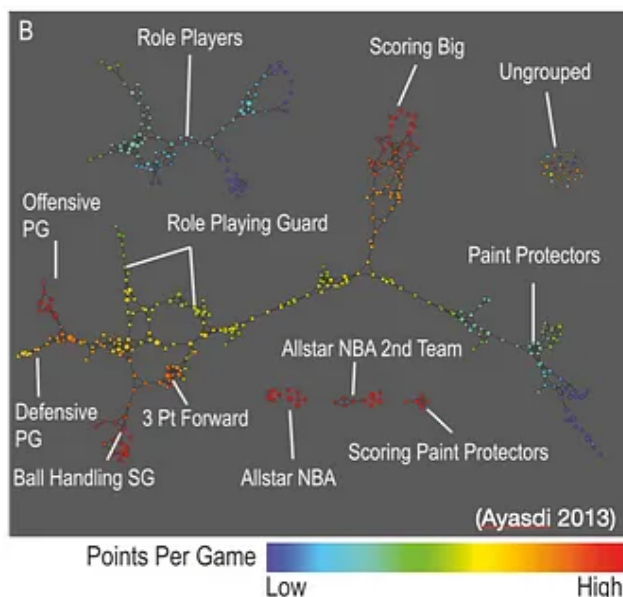 B
Role Players
Scoring Big
Ungrouped
Offensive
PG
Role Playing Guard
Paint Protectors
Allstar NBA 2nd Team
Defensive
PG
3 Pt Forward
Ball Handling SG
Allstar NBA
Scoring Paint Protectors
(Ayasdi 2013)
Points Per Game
Low
High